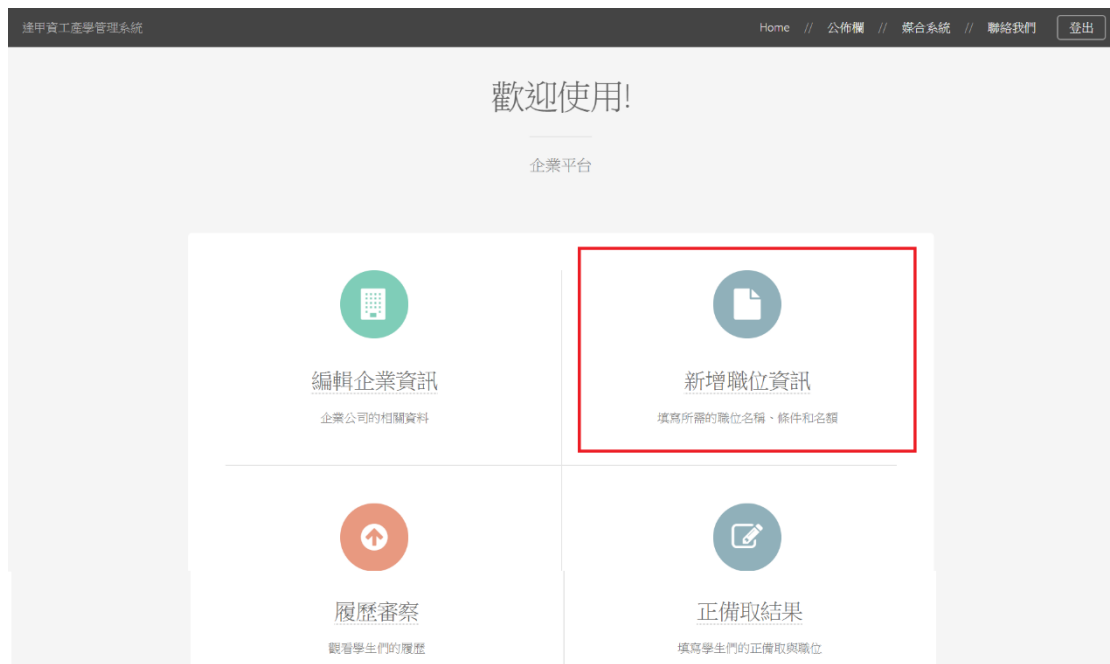 逢甲資工產學管理系統
Home // 公佈欄 // 媒合系統 // 聯絡我們 登出
歡迎使用!
企業平台
編輯企業資訊
企業公司的相關資料
新增職位資訊
填寫所需的職位名稱、條件和名額
履歷審察
觀看學生們的履歷
正備取結果
填寫學生們的正備取與職位